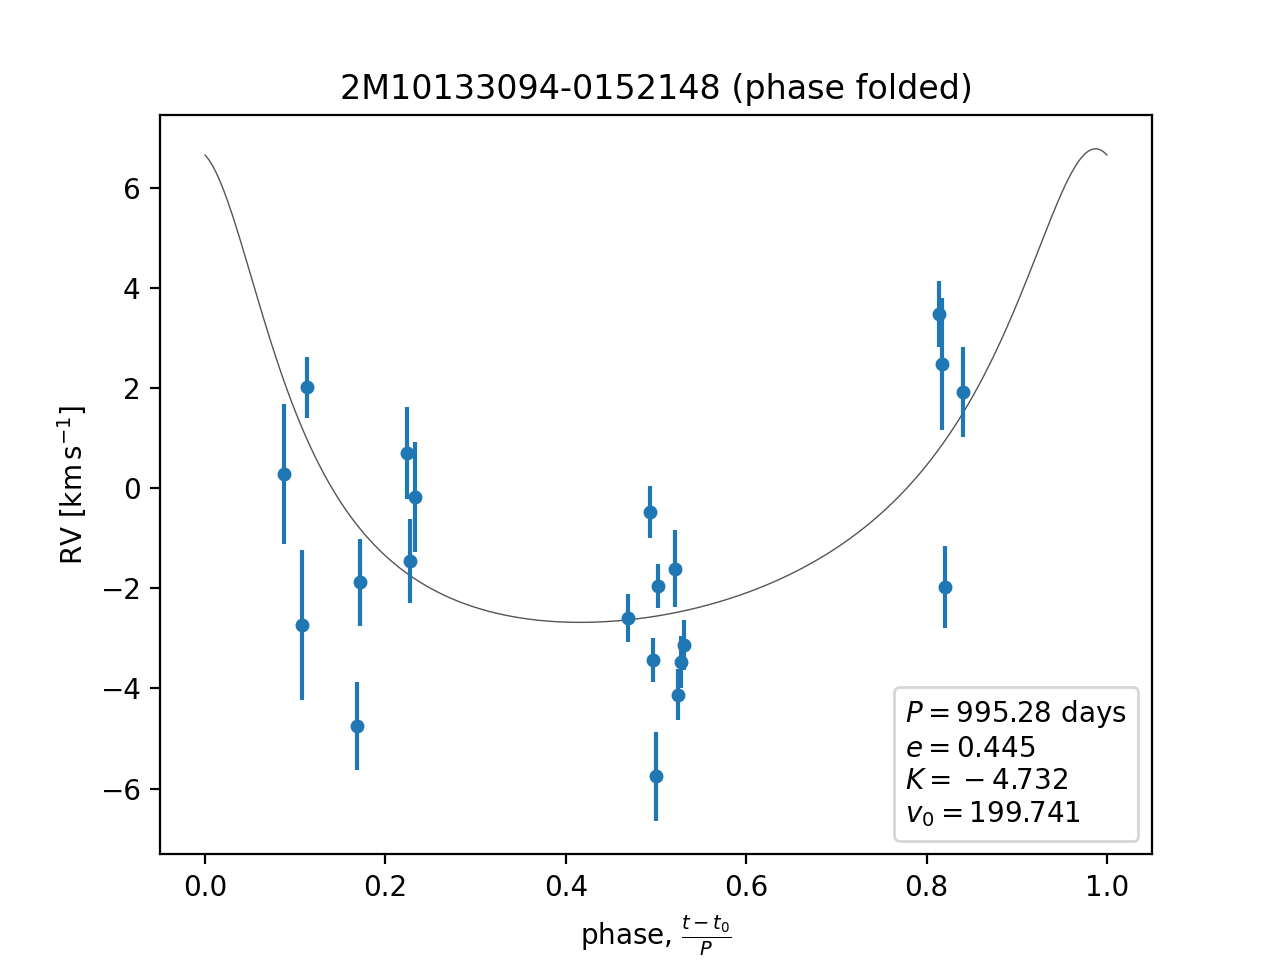 2M10133094-0152148 (phase folded)
RV [km s⁻¹]
6
4
2
0
−2
−4
−6
P = 995.28 days
e = 0.445
K = −4.732
v₀ = 199.741
0.0 0.2 0.4 0.6 0.8 1.0
phase, (t − t₀)/P